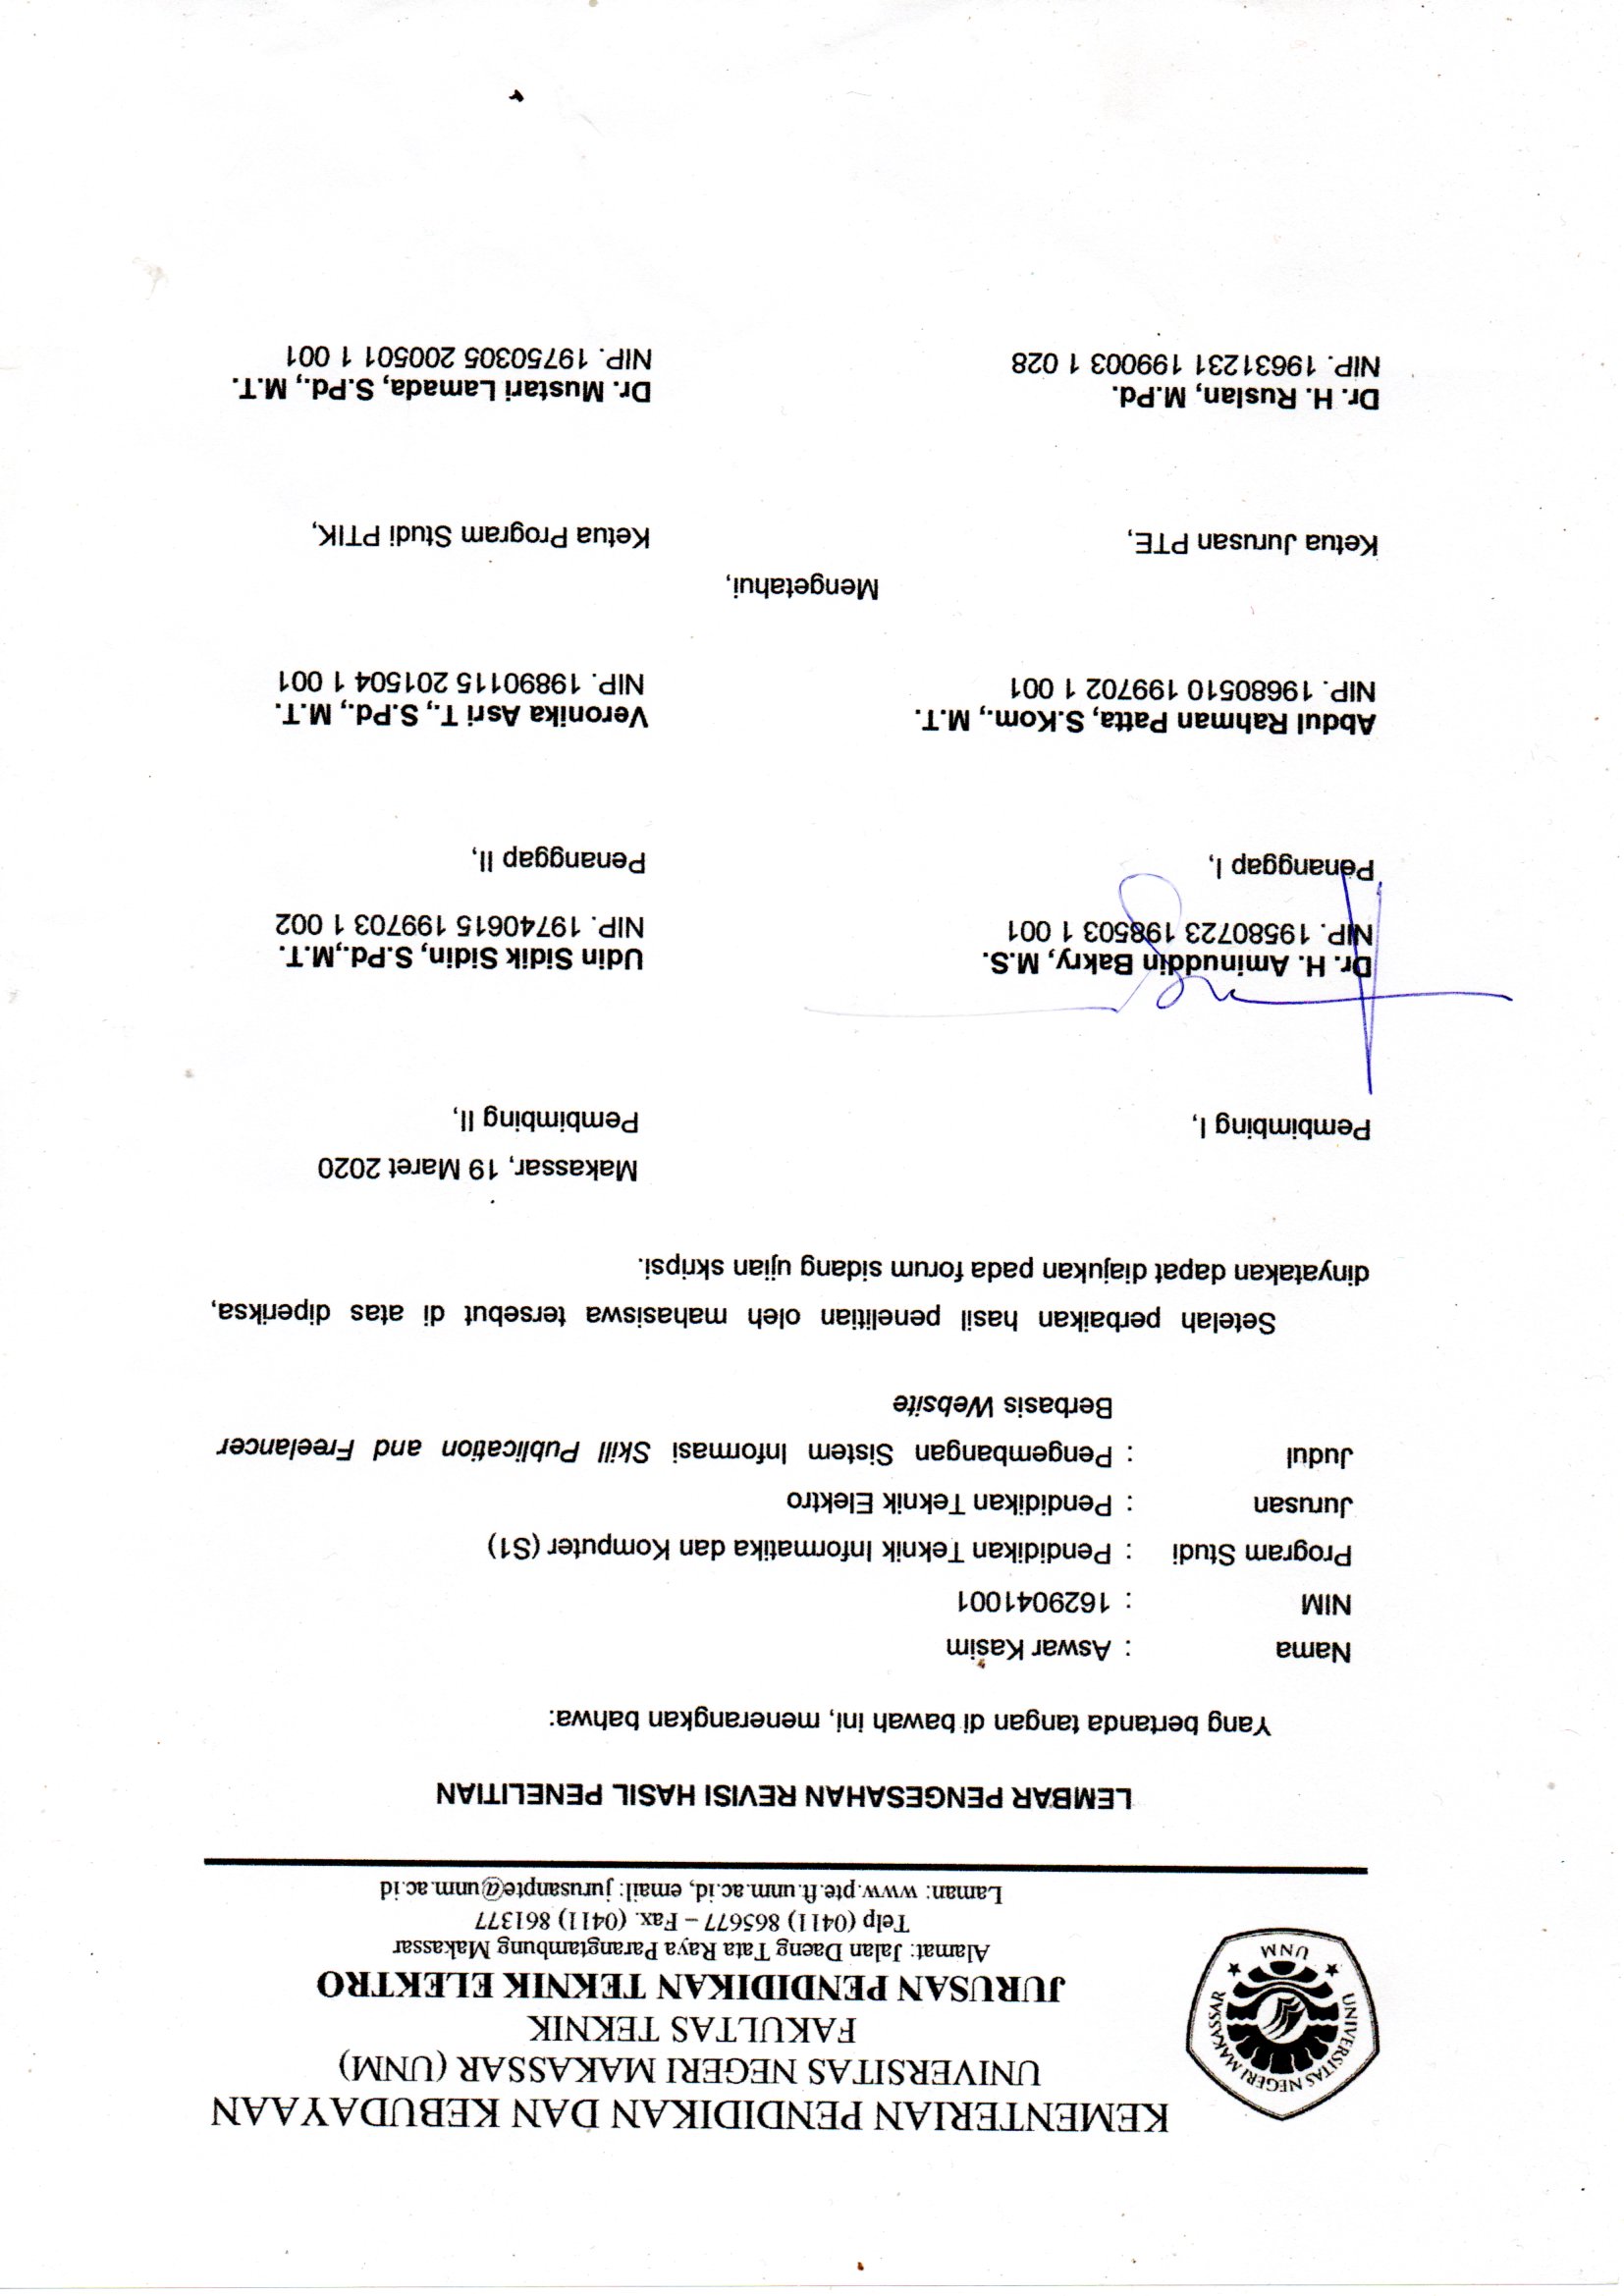 UNIVERSITAS NEGERI MAKASSAR
UNM
KEMENTERIAN PENDIDIKAN DAN KEBUDAYAAN
UNIVERSITAS NEGERI MAKASSAR (UNM)
FAKULTAS TEKNIK
JURUSAN PENDIDIKAN TEKNIK ELEKTRO
Alamat: Jalan Daeng Tata Raya Parangtambung Makassar
Telp (0411) 865677 – Fax. (0411) 861377
Laman: www.pte.ft.unm.ac.id, email: jurusanpte@unm.ac.id
LEMBAR PENGESAHAN REVISI HASIL PENELITIAN
Yang bertanda tangan di bawah ini, menerangkan bahwa:
Nama : Aswar Kasim
NIM : 1629041001
Program Studi : Pendidikan Teknik Informatika dan Komputer (S1)
Jurusan : Pendidikan Teknik Elektro
Judul : Pengembangan Sistem Informasi Skill Publication and Freelancer
Berbasis Website
Setelah perbaikan hasil penelitian oleh mahasiswa tersebut di atas diperiksa,
dinyatakan dapat diajukan pada forum sidang ujian skripsi.
Makassar, 19 Maret 2020
Pembimbing I, Pembimbing II,
Dr. H. Aminuddin Bakry, M.S. Udin Sidik Sidin, S.Pd.,M.T.
NIP. 19580723 198503 1 001 NIP. 19740615 199703 1 002
Penanggap I, Penanggap II,
Abdul Rahman Patta, S.Kom., M.T. Veronika Asri T., S.Pd., M.T.
NIP. 19680510 199702 1 001 NIP. 19890115 201504 1 001
Mengetahui,
Ketua Jurusan PTE, Ketua Program Studi PTIK,
Dr. H. Ruslan, M.Pd. Dr. Mustari Lamada, S.Pd., M.T.
NIP. 19631231 199003 1 028 NIP. 19750305 200501 1 001